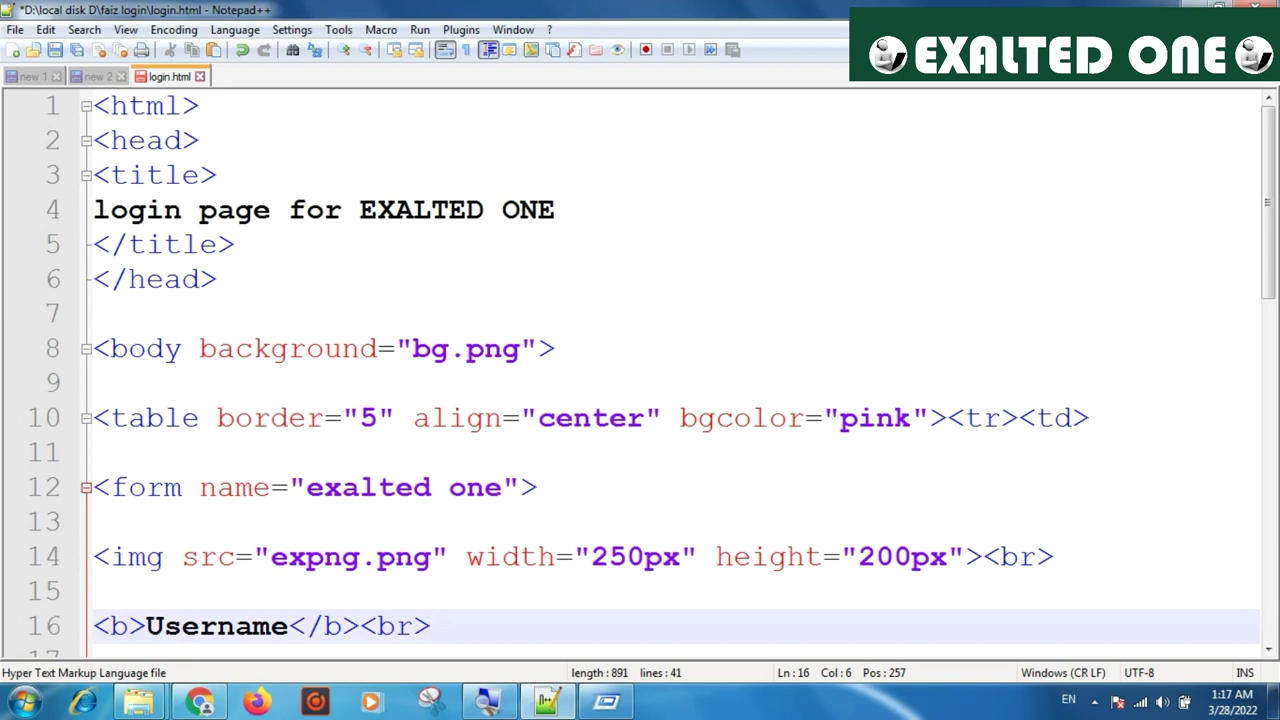 *D:\local disk D\faiz login\login.html - Notepad++
File Edit Search View Encoding Language Settings Tools Macro Run Plugins Window ?
EXALTED ONE
new 1 new 2 login.html
1 <html>
2 <head>
3 <title>
4 login page for EXALTED ONE
5 </title>
6 </head>
7
8 <body background="bg.png">
9
10 <table border="5" align="center" bgcolor="pink"><tr><td>
11
12 <form name="exalted one">
13
14 <img src="expng.png" width="250px" height="200px"><br>
15
16 <b>Username</b><br>
17
Hyper Text Markup Language file length : 891 lines : 41 Ln : 16 Col : 6 Pos : 257 Windows (CR LF) UTF-8 INS
EN 1:17 AM
3/28/2022